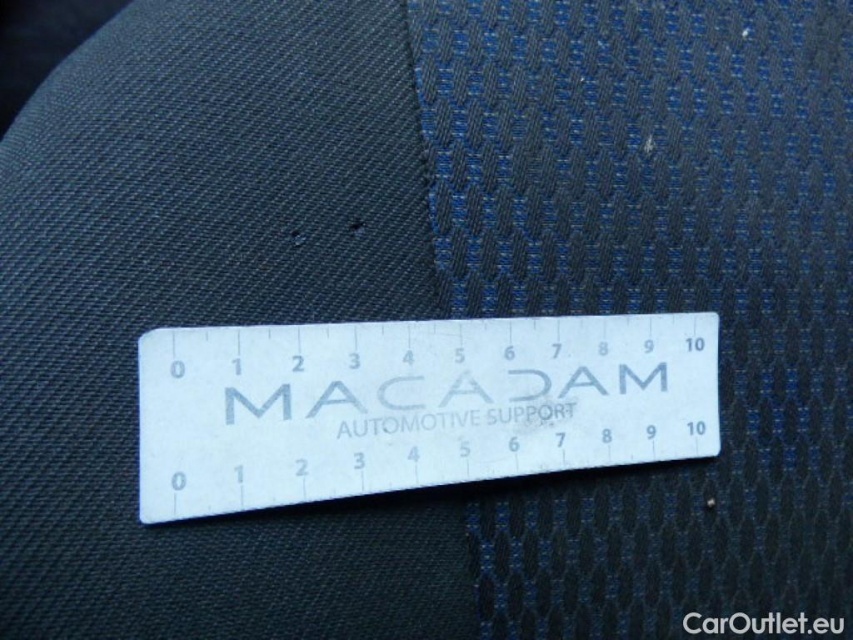 0 1 2 3 4 5 6 7 8 9 10
MACADAM
AUTOMOTIVE SUPPORT
0 1 2 3 4 5 6 7 8 9 10
CarOutlet.eu